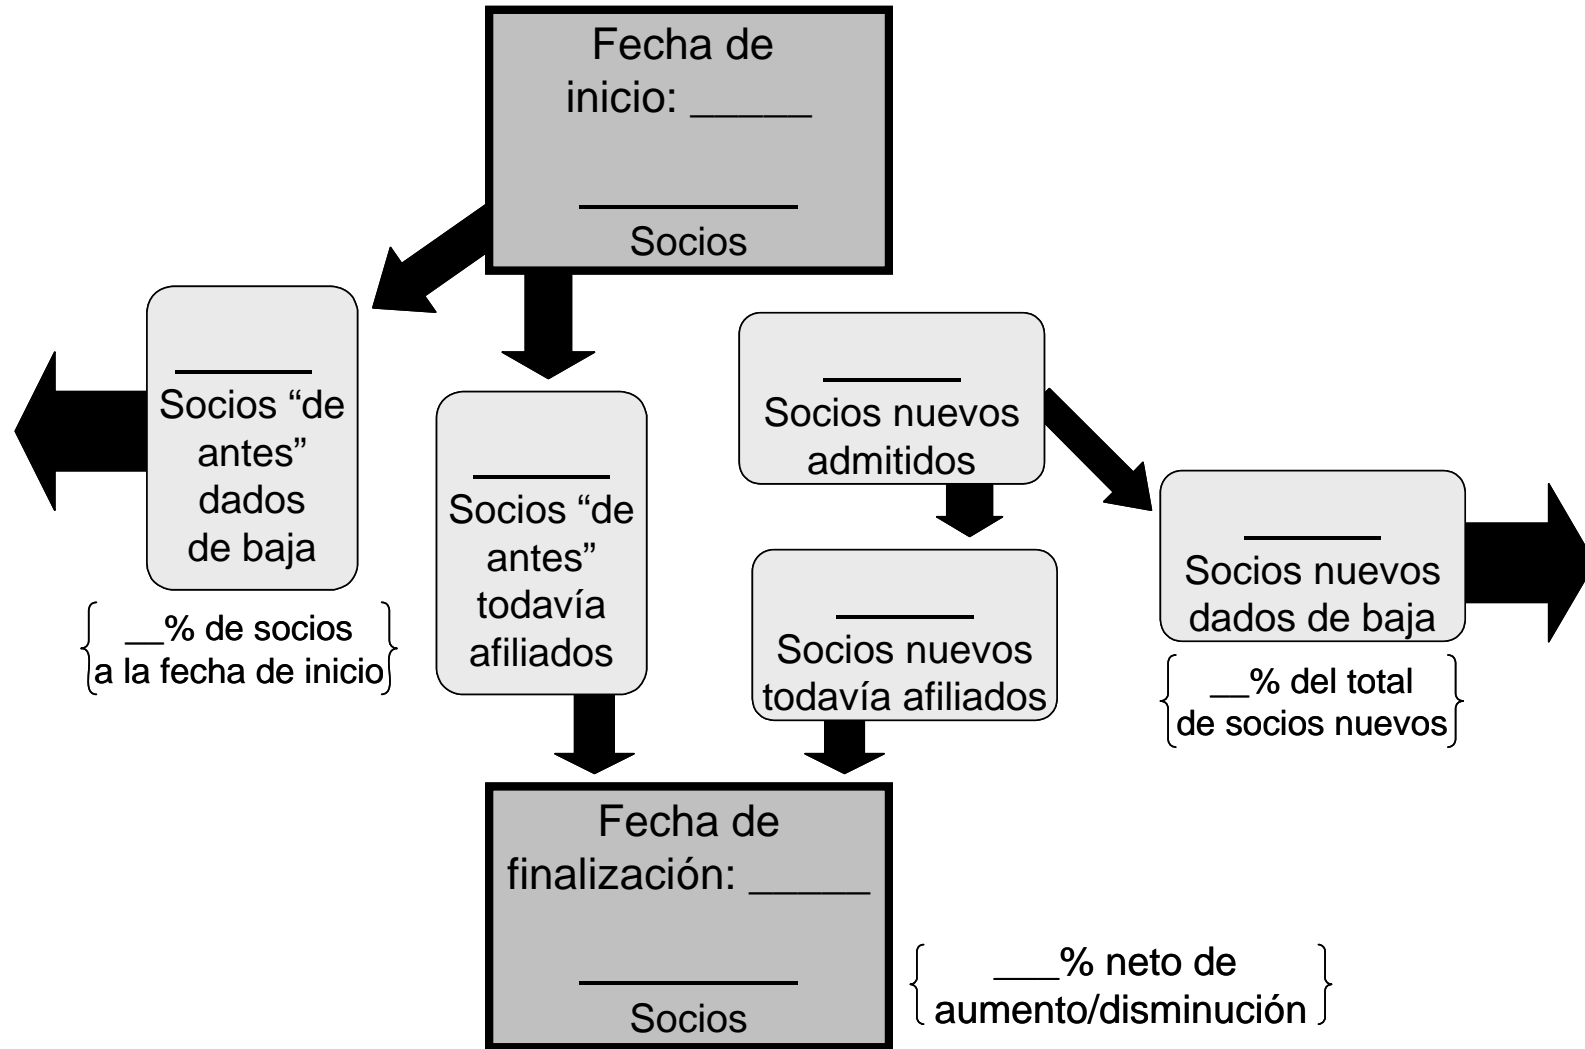 Fecha de
inicio: _____
_________
Socios
______
Socios “de
antes”
dados
de baja
__% de socios
a la fecha de inicio
______
Socios “de
antes”
todavía
afiliados
______
Socios nuevos
admitidos
______
Socios nuevos
todavía afiliados
______
Socios nuevos
dados de baja
__% del total
de socios nuevos
Fecha de
finalización: _____
_________
Socios
___% neto de
aumento/disminución